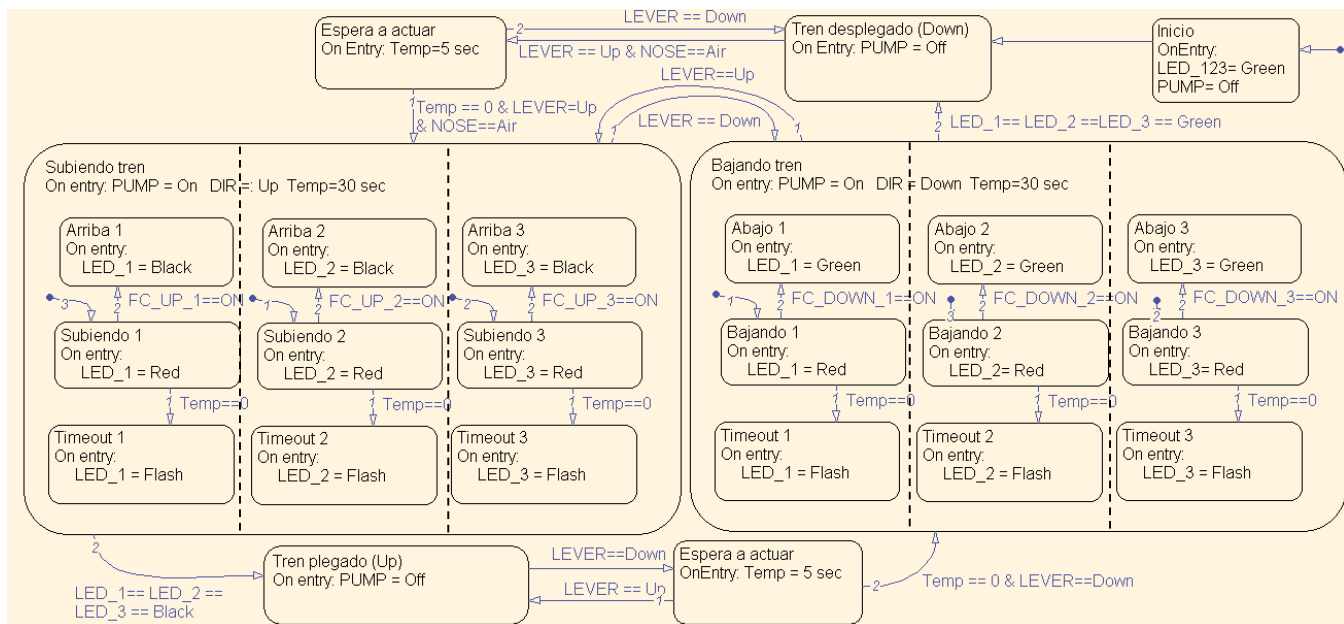 Espera a actuar
On Entry: Temp=5 sec
2
LEVER == Down
LEVER == Up & NOSE==Air
1
Tren desplegado (Down)
On Entry: PUMP = Off
Inicio
OnEntry:
LED_123= Green
PUMP= Off
1
Temp == 0 & LEVER=Up
& NOSE==Air
LEVER==Up
LEVER == Down
1
1
2
LED_1== LED_2 ==LED_3 == Green
Subiendo tren
On entry: PUMP = On DIR =: Up Temp=30 sec
Arriba 1
On entry:
LED_1 = Black
Arriba 2
On entry:
LED_2 = Black
Arriba 3
On entry:
LED_3 = Black
3
2
FC_UP_1==ON
1
2
FC_UP_2==ON
2
2
FC_UP_3==ON
Subiendo 1
On entry:
LED_1 = Red
Subiendo 2
On entry:
LED_2 = Red
Subiendo 3
On entry:
LED_3 = Red
1
Temp==0
1
Temp==0
1
Temp==0
Timeout 1
On entry:
LED_1 = Flash
Timeout 2
On entry:
LED_2 = Flash
Timeout 3
On entry:
LED_3 = Flash
Bajando tren
On entry: PUMP = On DIR = Down Temp=30 sec
Abajo 1
On entry:
LED_1 = Green
Abajo 2
On entry:
LED_2 = Green
Abajo 3
On entry:
LED_3 = Green
1
2
FC_DOWN_1==ON
3
2
FC_DOWN_2==ON
2
2
FC_DOWN_3==ON
Bajando 1
On entry:
LED_1 = Red
Bajando 2
On entry:
LED_2= Red
Bajando 3
On entry:
LED_3= Red
1
Temp==0
1
Temp==0
1
Temp==0
Timeout 1
On entry:
LED_1 = Flash
Timeout 2
On entry:
LED_2 = Flash
Timeout 3
On entry:
LED_3 = Flash
2
LED_1== LED_2 ==
LED_3 == Black
Tren plegado (Up)
On entry: PUMP = Off
LEVER==Down
LEVER == Up
1
Espera a actuar
OnEntry: Temp = 5 sec
2
Temp == 0 & LEVER==Down